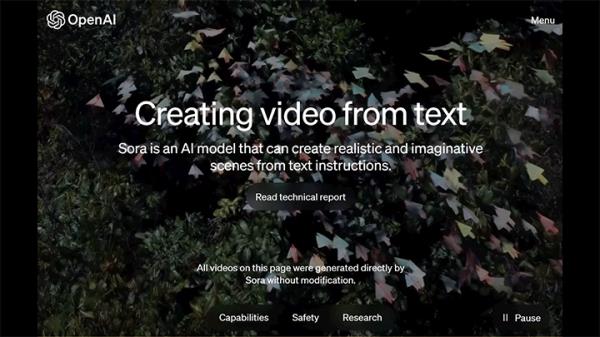 OpenAI
Menu
Creating video from text
Sora is an AI model that can create realistic and imaginative
scenes from text instructions.
Read technical report
All videos on this page were generated directly by
Sora without modification.
Capabilities Safety Research
Pause